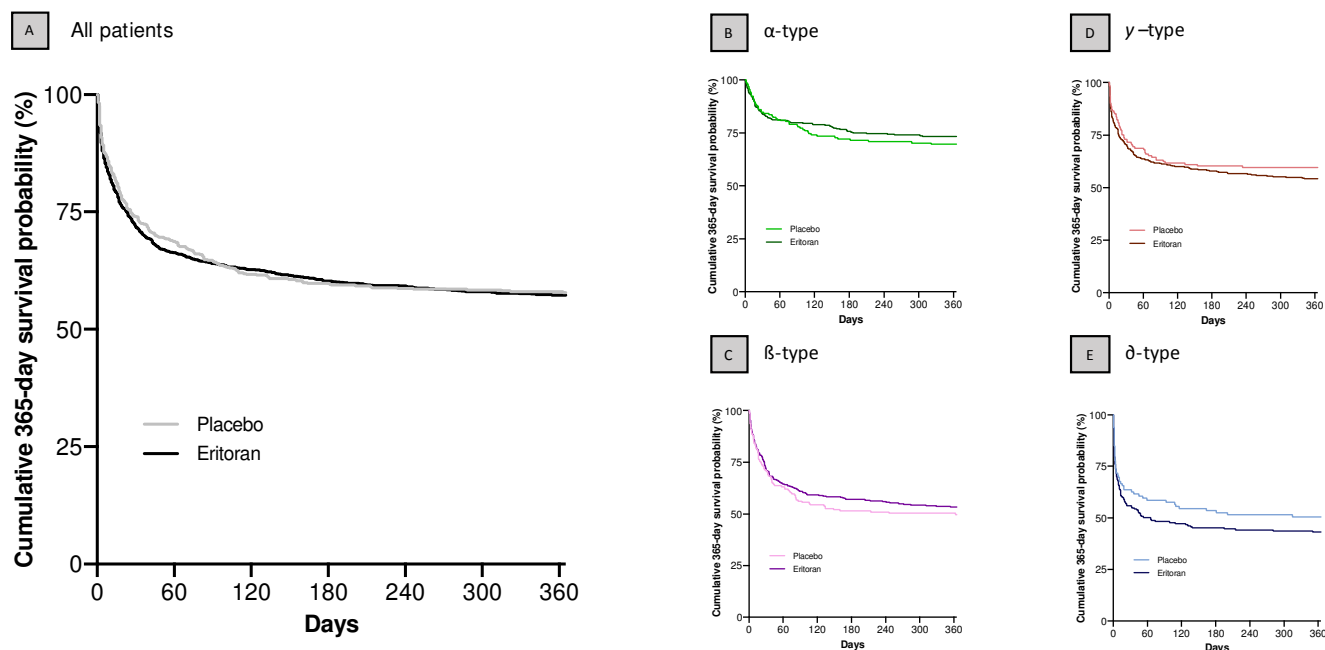 A All patients
Cumulative 365-day survival probability (%)
100
75
50
25
0
0 60 120 180 240 300 360
Days
Placebo
Eritoran
B α-type
Cumulative 365-day survival probability (%)
100
75
50
25
0
0 60 120 180 240 300 360
Days
Placebo
Eritoran
D y –type
Cumulative 365-day survival probability (%)
100
75
50
25
0
0 60 120 180 240 300 360
Days
Placebo
Eritoran
C ß-type
Cumulative 365-day survival probability (%)
100
75
50
25
0
0 60 120 180 240 300 360
Days
Placebo
Eritoran
E ∂-type
Cumulative 365-day survival probability (%)
100
75
50
25
0
0 60 120 180 240 300 360
Days
Placebo
Eritoran